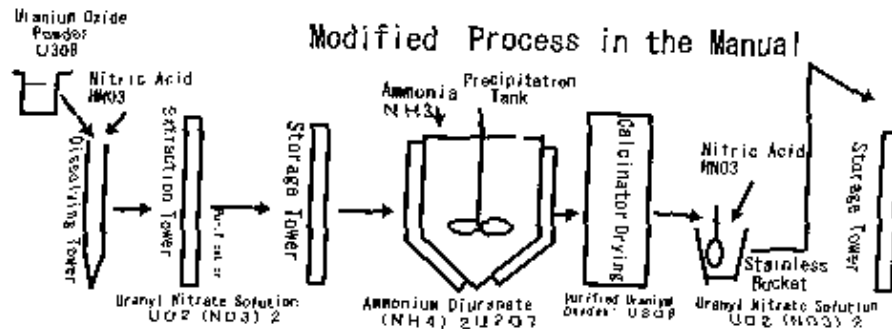 Uranium Oxide
Powder
U308
Modified Process in the Manual
Nitric Acid
HNO3
Dissolving Tower
Extraction Tower
Storage Tower
Ammonia
NH3
Precipitation
Tank
Calcinator Drying
Nitric Acid
HNO3
Storage Tower
Stainless
Bucket
Uranyl Nitrate Solution
UO2 (NO3) 2
Ammonium Diuranate
(NH4) 2U2O7
Purified Uranium
U3O8
Uranyl Nitrate Solution
UO2 (NO3) 2